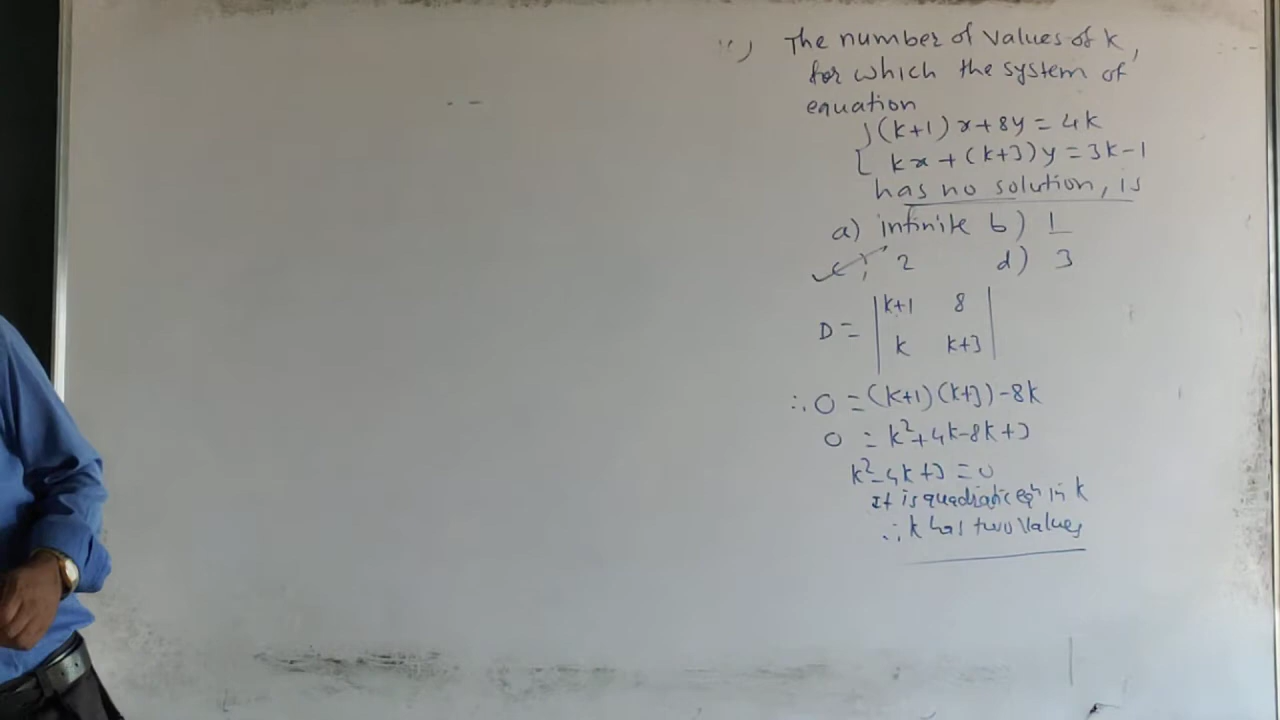 The number of values of k,
for which the system of
equation
(k+1)x+8y=4k
kx+(k+3)y=3k-1
has no solution, is
a) infinite b) 1
c) 2 d) 3
D = |k+1 8|
|k k+3|
∴ 0 = (k+1)(k+3)-8k
0 = k²+4k-8k+3
k²-4k+3=0
It is quadratic eqn in k
∴ k has two values